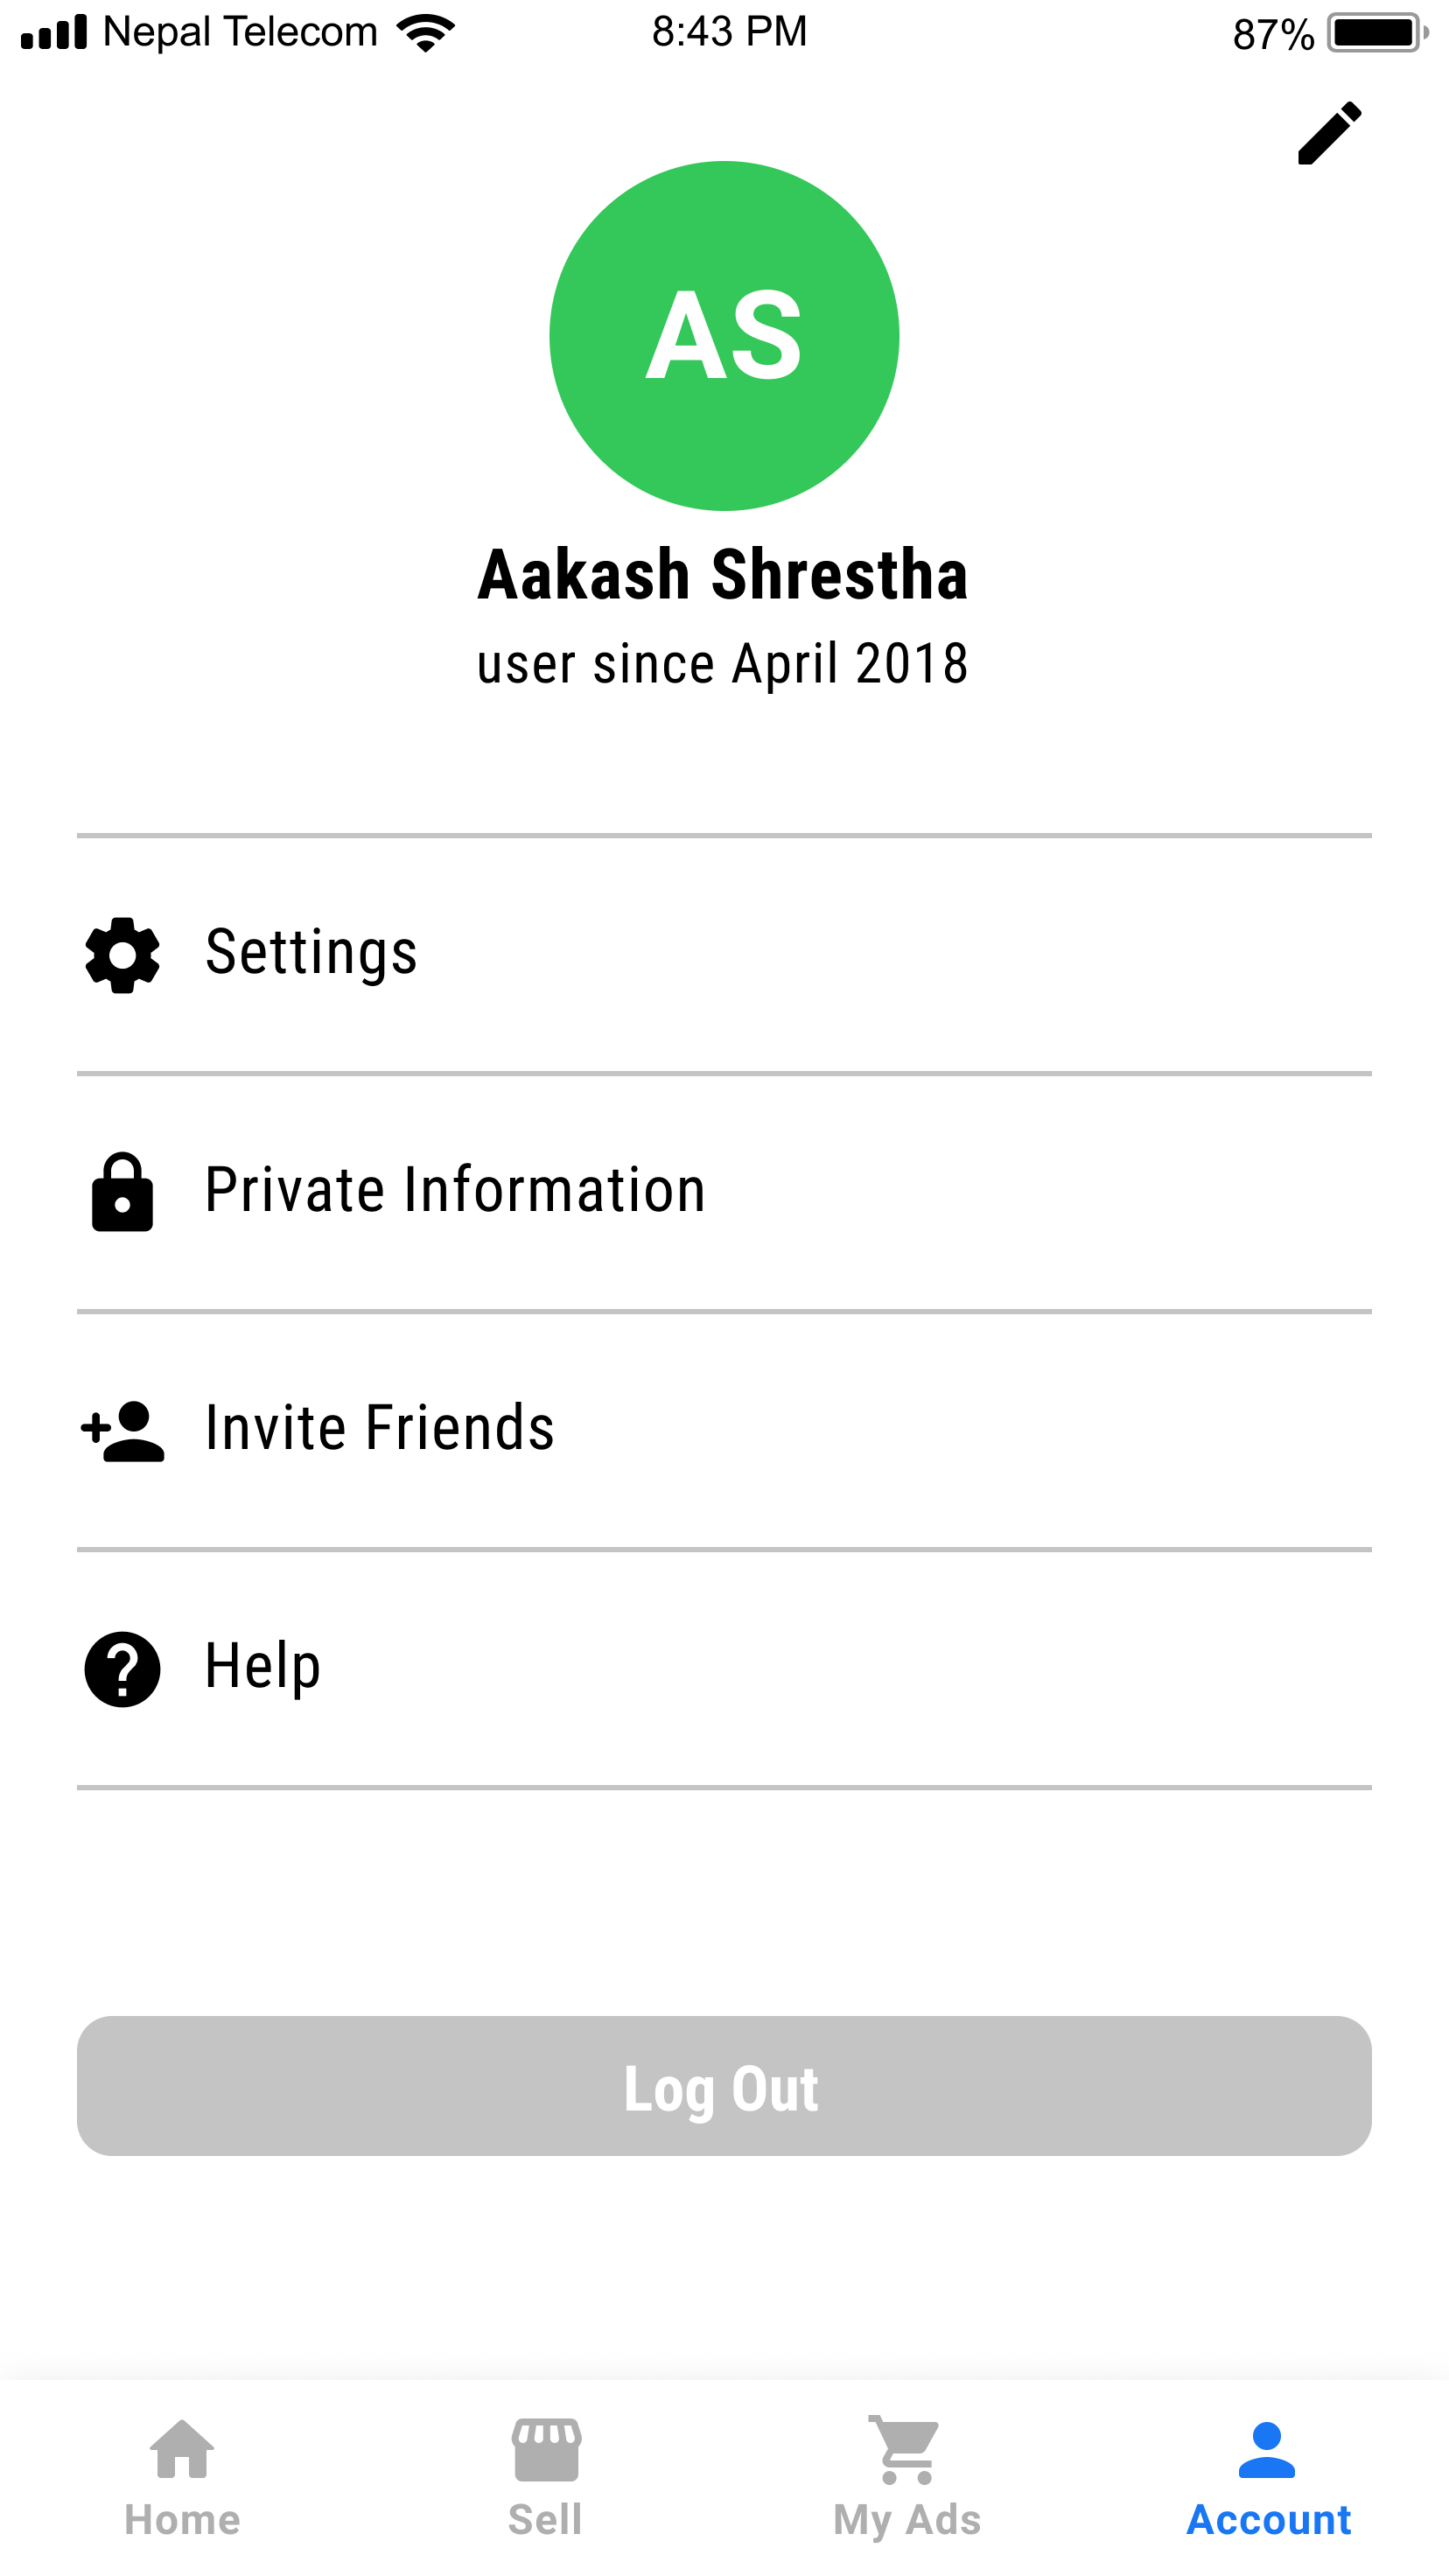 Nepal Telecom 8:43 PM 87%
AS
Aakash Shrestha
user since April 2018
Settings
Private Information
Invite Friends
Help
Log Out
Home Sell My Ads Account